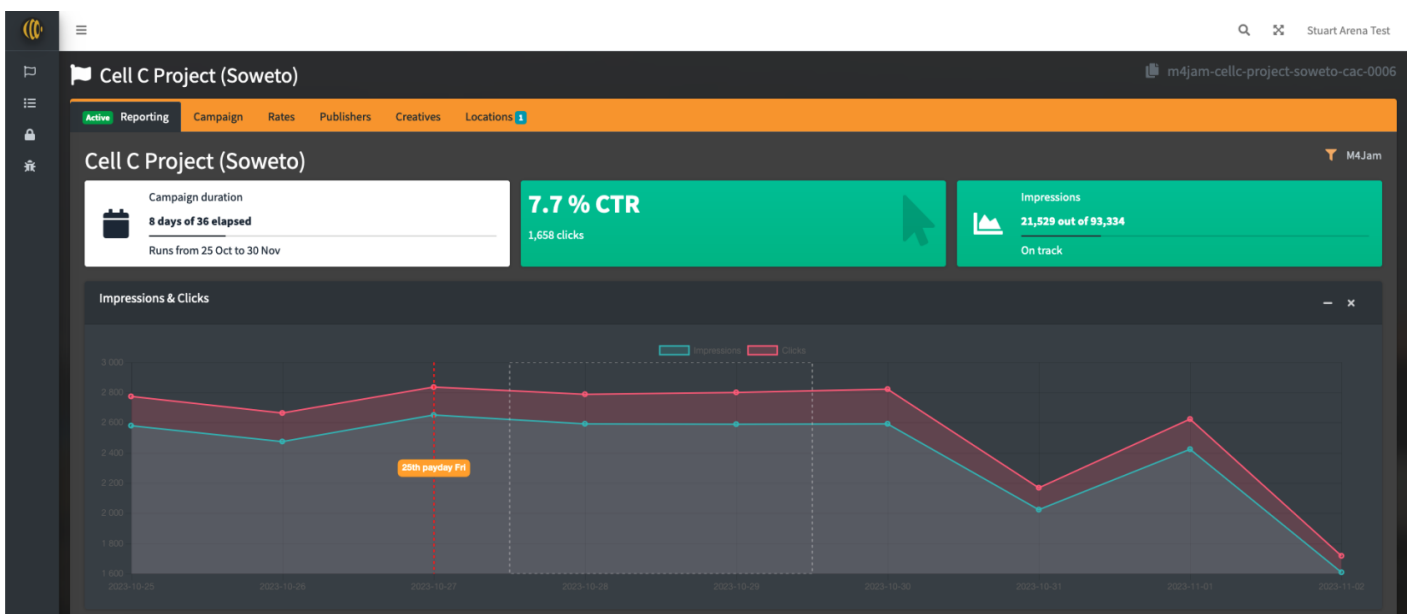 Stuart Arena Test
Cell C Project (Soweto)
m4jam-cellc-project-soweto-cac-0006
Active Reporting Campaign Rates Publishers Creatives Locations 1
Cell C Project (Soweto)
M4Jam
Campaign duration
8 days of 36 elapsed
Runs from 25 Oct to 30 Nov
7.7 % CTR
1,658 clicks
Impressions
21,529 out of 93,334
On track
Impressions & Clicks
Impressions Clicks
3 000
2 800
2 600
2 400
2 200
2 000
1 800
1 600
25th payday Fri
2023-10-25 2023-10-26 2023-10-27 2023-10-28 2023-10-29 2023-10-30 2023-10-31 2023-11-01 2023-11-02